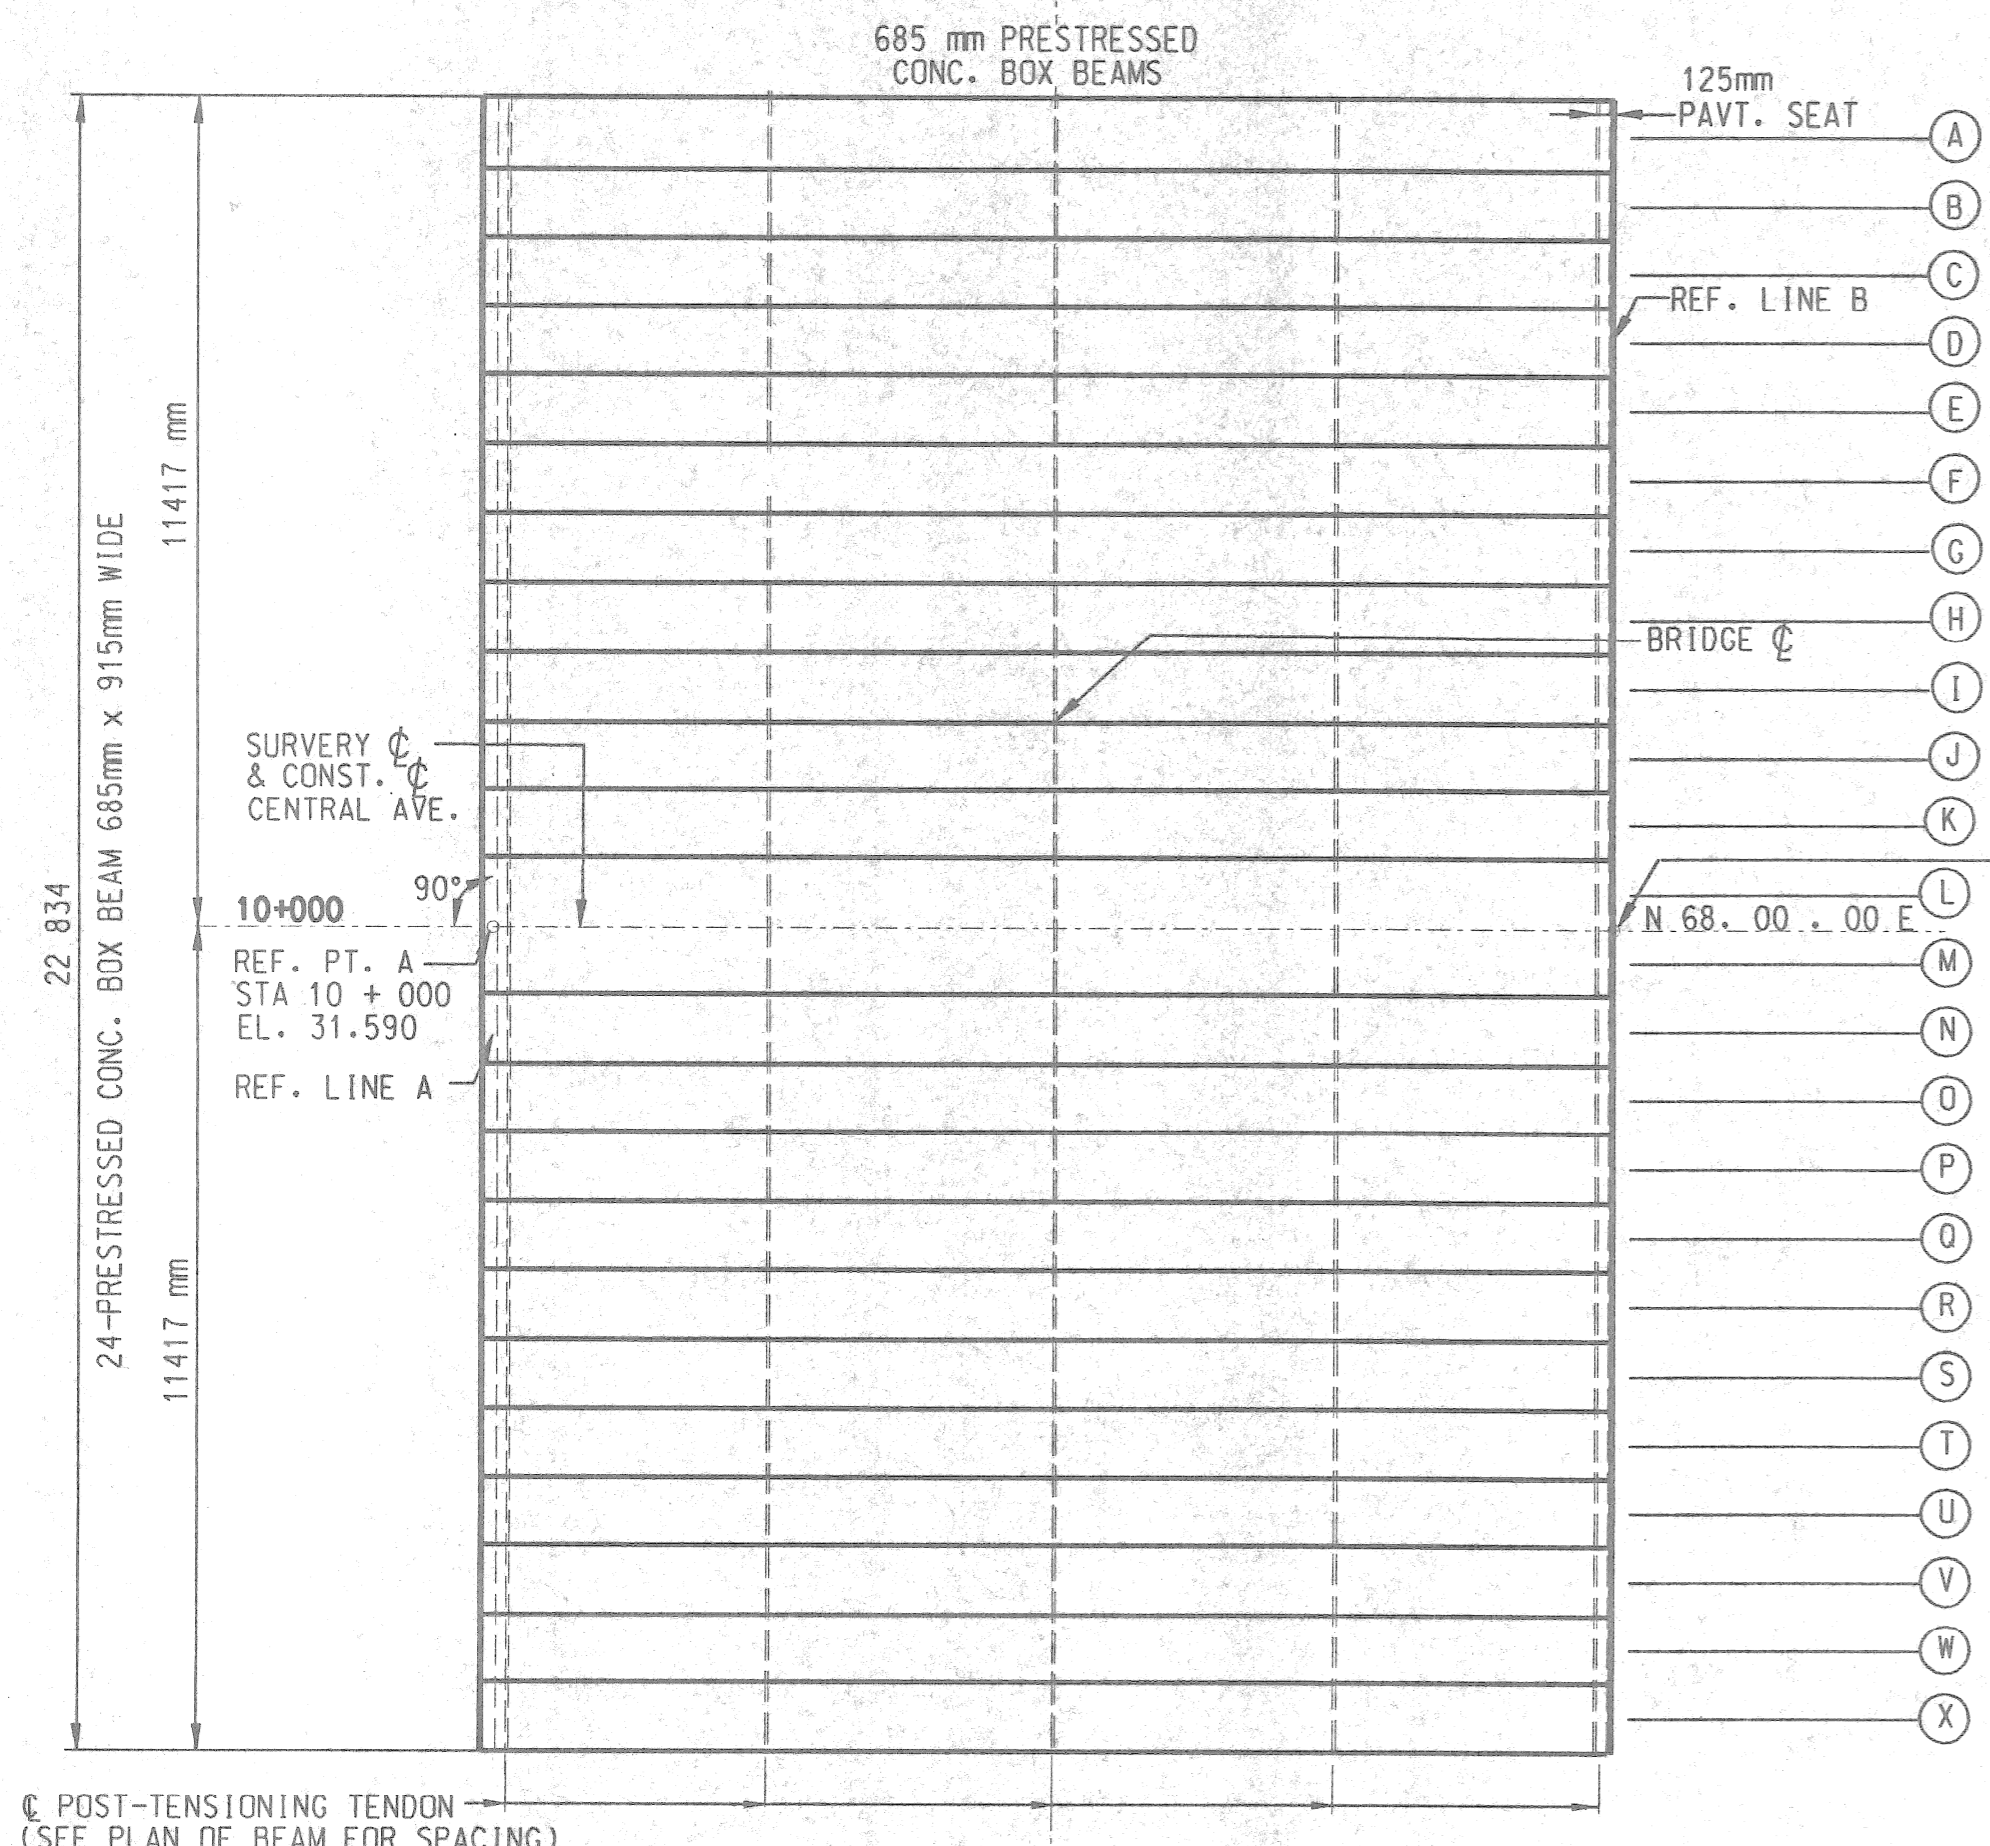 685 mm PRESTRESSED
CONC. BOX BEAMS
125mm
PAVT. SEAT
A
B
C
REF. LINE B
D
E
F
G
H
BRIDGE ℄
I
J
K
L
N 68. 00 . 00 E
M
N
O
P
Q
R
S
T
U
V
W
X
22 834
24-PRESTRESSED CONC. BOX BEAM 685mm x 915mm WIDE
11417 mm
11417 mm
SURVERY ℄
& CONST. ℄
CENTRAL AVE.
90°
10+000
REF. PT. A
STA 10 + 000
EL. 31.590
REF. LINE A
℄ POST-TENSIONING TENDON
(SEE PLAN OF BEAM FOR SPACING)